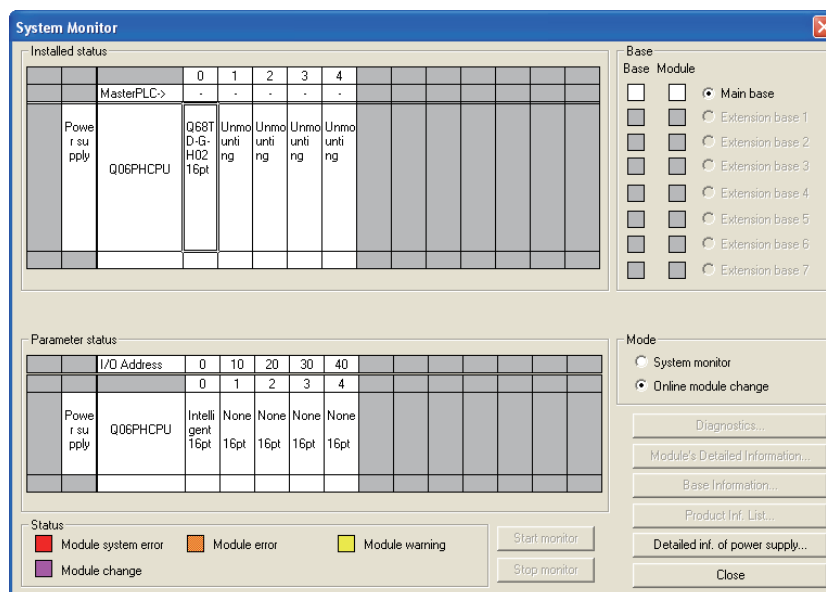 System Monitor
Installed status
0 1 2 3 4
MasterPLC-> - - - - -
Powe
r su
pply
Q06PHCPU
Q68T
D-G-
H02
16pt
Unmo
unti
ng
Unmo
unti
ng
Unmo
unti
ng
Unmo
unti
ng
Base
Base Module
Main base
Extension base 1
Extension base 2
Extension base 3
Extension base 4
Extension base 5
Extension base 6
Extension base 7
Parameter status
I/O Address 0 10 20 30 40
0 1 2 3 4
Powe
r su
pply
Q06PHCPU
Intelli
gent
16pt
None
16pt
None
16pt
None
16pt
None
16pt
Mode
System monitor
Online module change
Diagnostics...
Module's Detailed Information...
Base Information...
Product Inf. List...
Detailed inf. of power supply...
Close
Status
Module system error
Module error
Module warning
Module change
Start monitor
Stop monitor